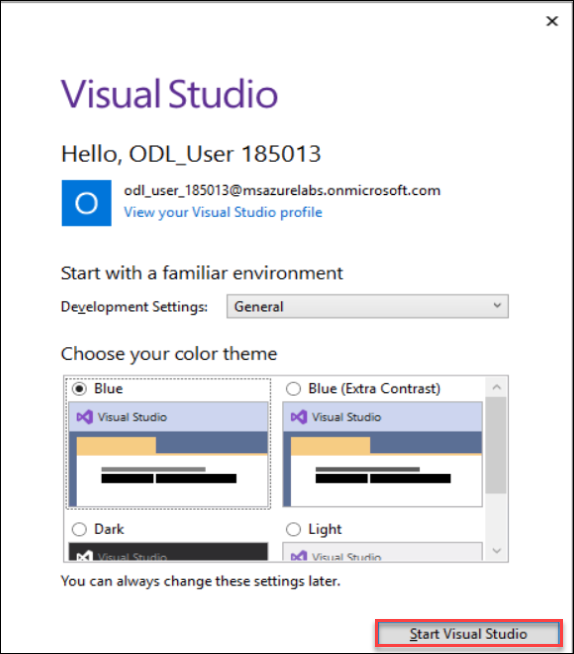 Visual Studio
Hello, ODL_User 185013
O
odl_user_185013@msazurelabs.onmicrosoft.com
View your Visual Studio profile
Start with a familiar environment
Development Settings: General
Choose your color theme
Blue
Blue (Extra Contrast)
Visual Studio
Visual Studio
Dark
Light
Visual Studio
Visual Studio
You can always change these settings later.
Start Visual Studio